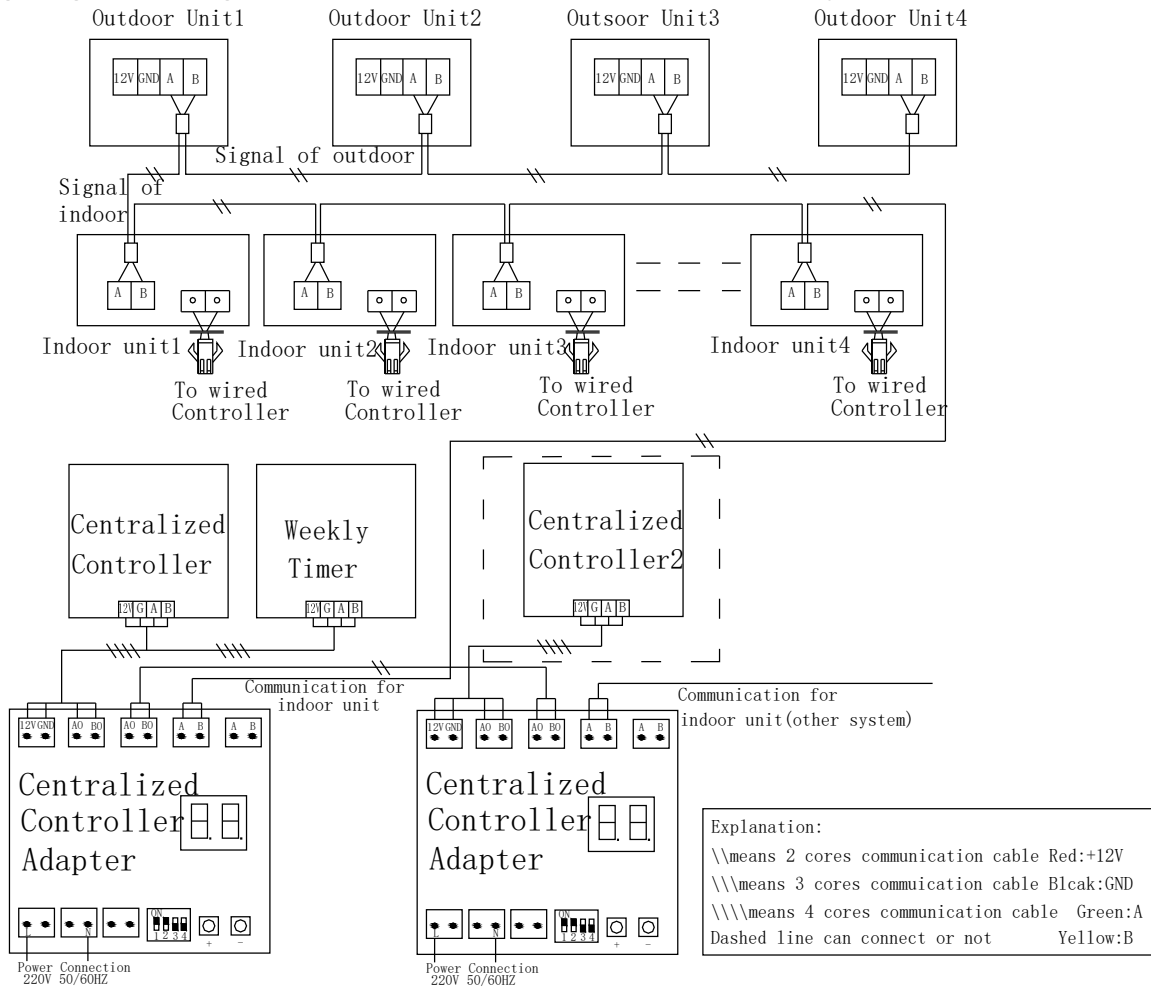 Outdoor Unit1
Outdoor Unit2
Outsoor Unit3
Outdoor Unit4
12V GND A B
12V GND A B
12V GND A B
12V GND A B
Signal of outdoor
Signal of
indoor
A B
A B
A B
A B
Indoor unit1
Indoor unit2
Indoor unit3
Indoor unit4
To wired
Controller
To wired
Controller
To wired
Controller
To wired
Controller
Centralized
Controller
12V G A B
Weekly
Timer
12V G A B
Centralized
Controller2
12V G A B
Communication for
indoor unit
Communication for
indoor unit(other system)
12V GND AO BO AO BO A B A B
Centralized
Controller
Adapter
ON
1 2 3 4
+ -
L N
Power Connection
220V 50/60HZ
12V GND AO BO AO BO A B A B
Centralized
Controller
Adapter
ON
1 2 3 4
+ -
L N
Power Connection
220V 50/60HZ
Explanation:
\\means 2 cores communication cable Red:+12V
\\\means 3 cores commuication cable Blcak:GND
\\\\means 4 cores communication cable Green:A
Dashed line can connect or not Yellow:B